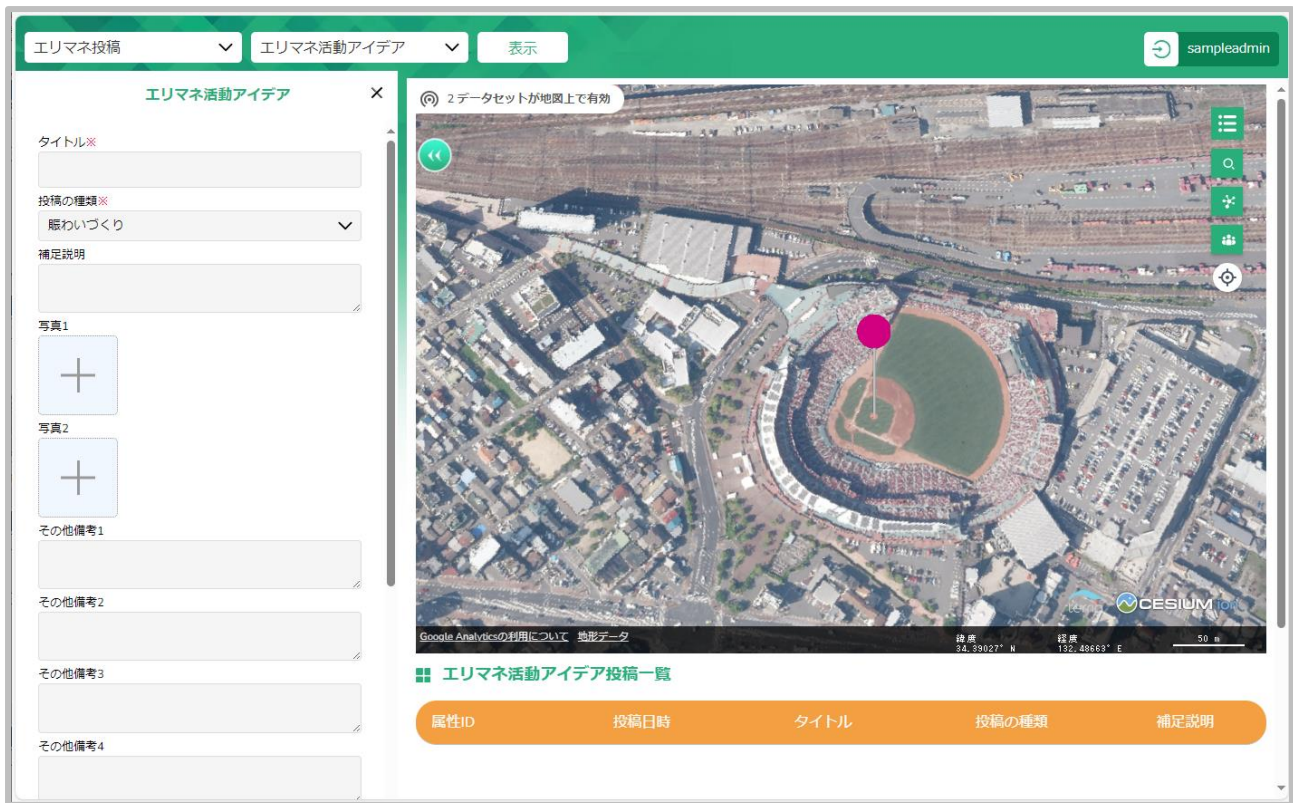 エリマネ投稿
エリマネ活動アイデア
表示
sampleadmin
エリマネ活動アイデア
タイトル※
投稿の種類※
賑わいづくり
補足説明
写真1
写真2
その他備考1
その他備考2
その他備考3
その他備考4
2 データセットが地図上で有効
CESIUM ion
Google Analyticsの利用について 地形データ
緯度
34.39027° N
経度
132.48663° E
50 m
エリマネ活動アイデア投稿一覧
属性ID 投稿日時 タイトル 投稿の種類 補足説明